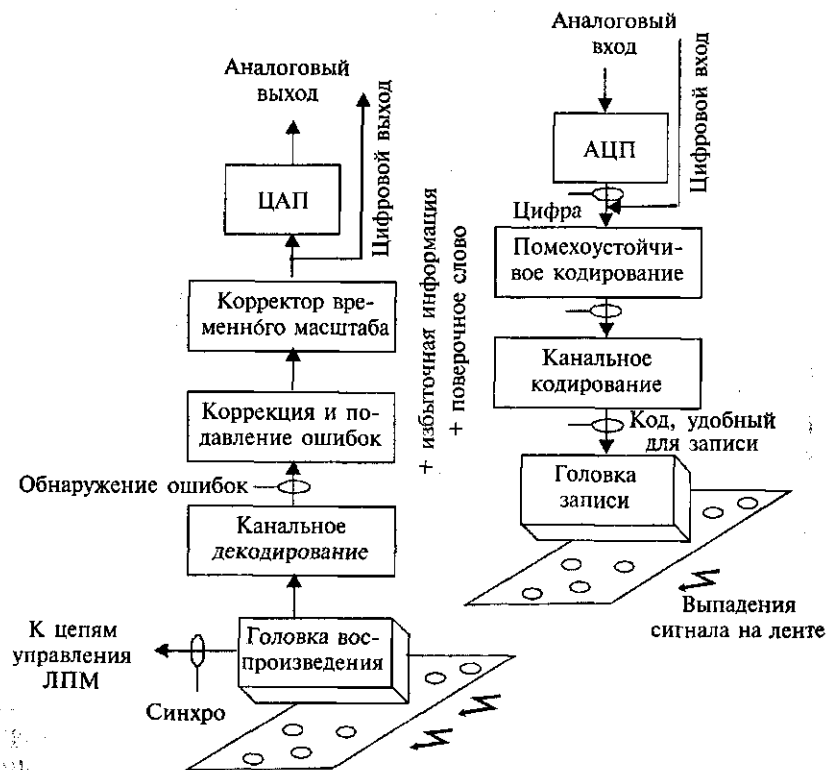 Аналоговый
выход
Цифровой выход
ЦАП
Корректор вре-
менно́го масштаба
Коррекция и по-
давление ошибок
Обнаружение ошибок
Канальное
декодирование
Головка вос-
произведения
К цепям
управления
ЛПМ
Синхро
Аналоговый
вход
Цифровой вход
АЦП
Цифра
Помехоустойчи-
вое кодирование
+ избыточная информация
+ поверочное слово
Канальное
кодирование
Код, удобный
для записи
Головка
записи
Выпадения
сигнала на ленте